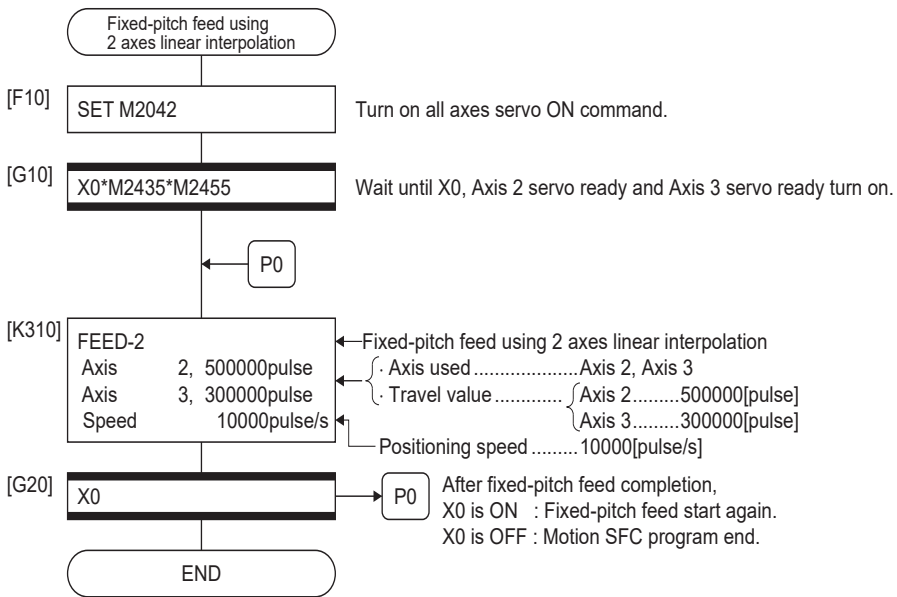 Fixed-pitch feed using
2 axes linear interpolation
[F10]
SET M2042
Turn on all axes servo ON command.
[G10]
X0*M2435*M2455
Wait until X0, Axis 2 servo ready and Axis 3 servo ready turn on.
P0
[K310]
FEED-2
Axis 2, 500000pulse
Axis 3, 300000pulse
Speed 10000pulse/s
Fixed-pitch feed using 2 axes linear interpolation
· Axis used.......................Axis 2, Axis 3
· Travel value............. Axis 2.........500000[pulse]
Axis 3.........300000[pulse]
Positioning speed.........10000[pulse/s]
[G20]
X0
P0
After fixed-pitch feed completion,
X0 is ON : Fixed-pitch feed start again.
X0 is OFF : Motion SFC program end.
END